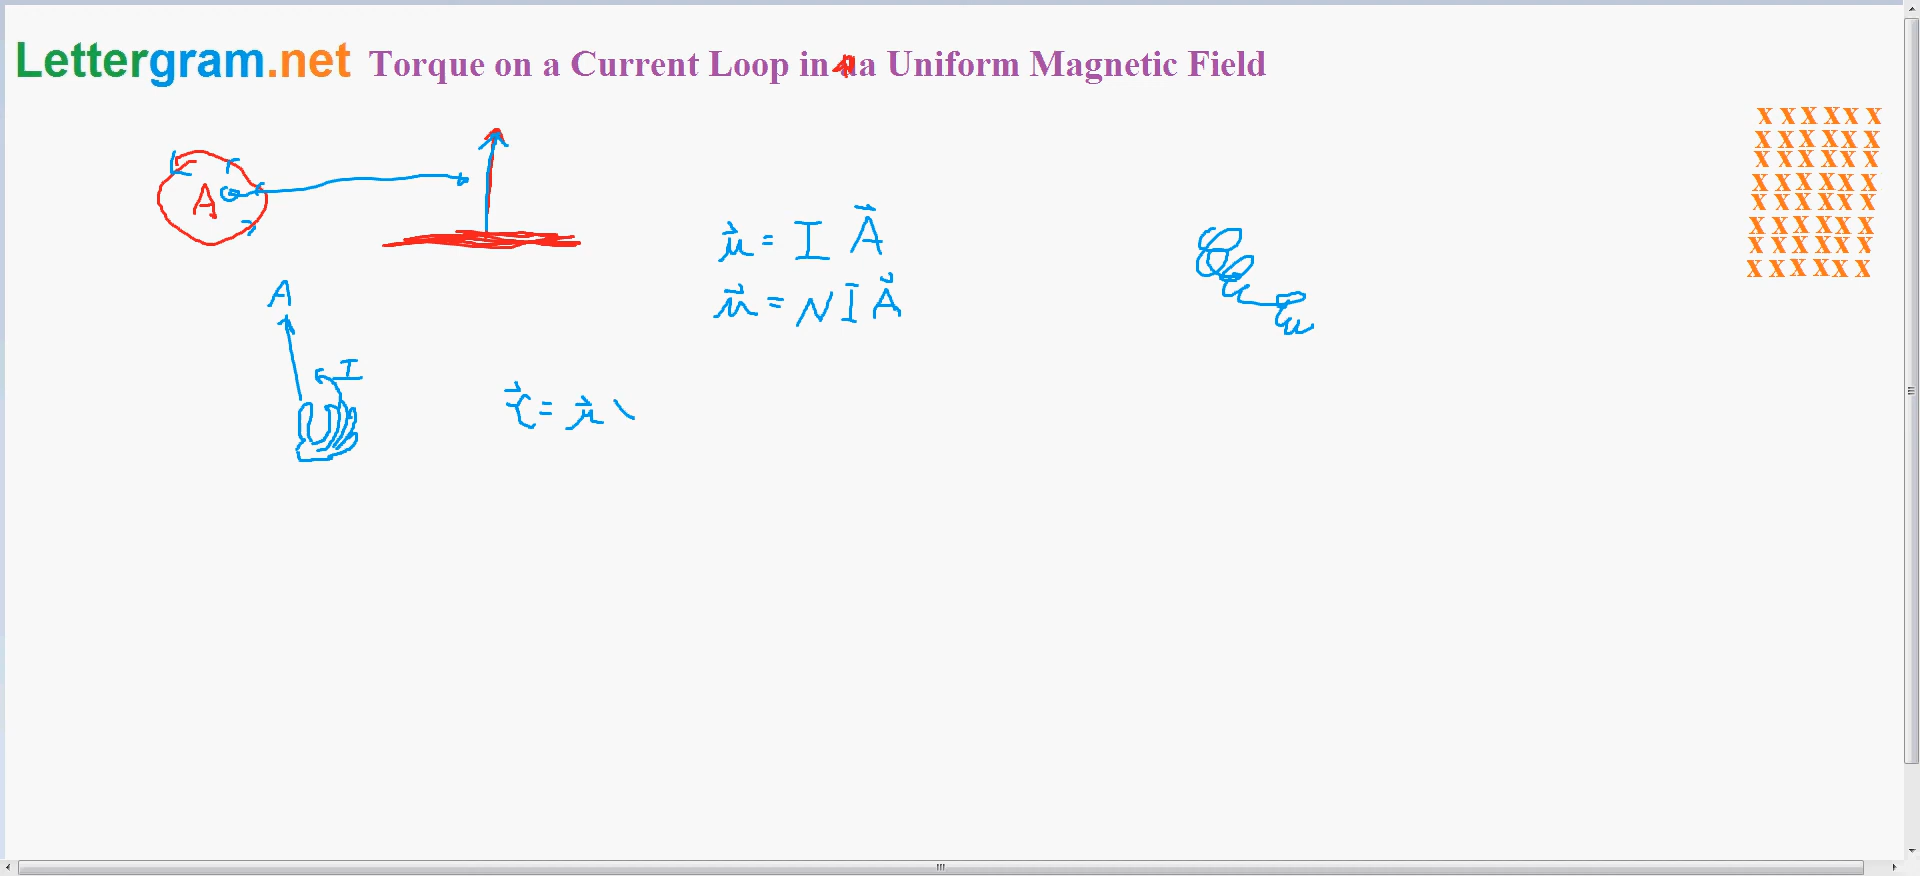 Lettergram.net Torque on a Current Loop in a Uniform Magnetic Field
x x x x x x
x x x x x x
x x x x x x
x x x x x x
x x x x x x
x x x x x x
x x x x x x
x x x x x x
A
μ⃗ = I A⃗
μ⃗ = N I A⃗
A
I
τ⃗ = μ⃗ \